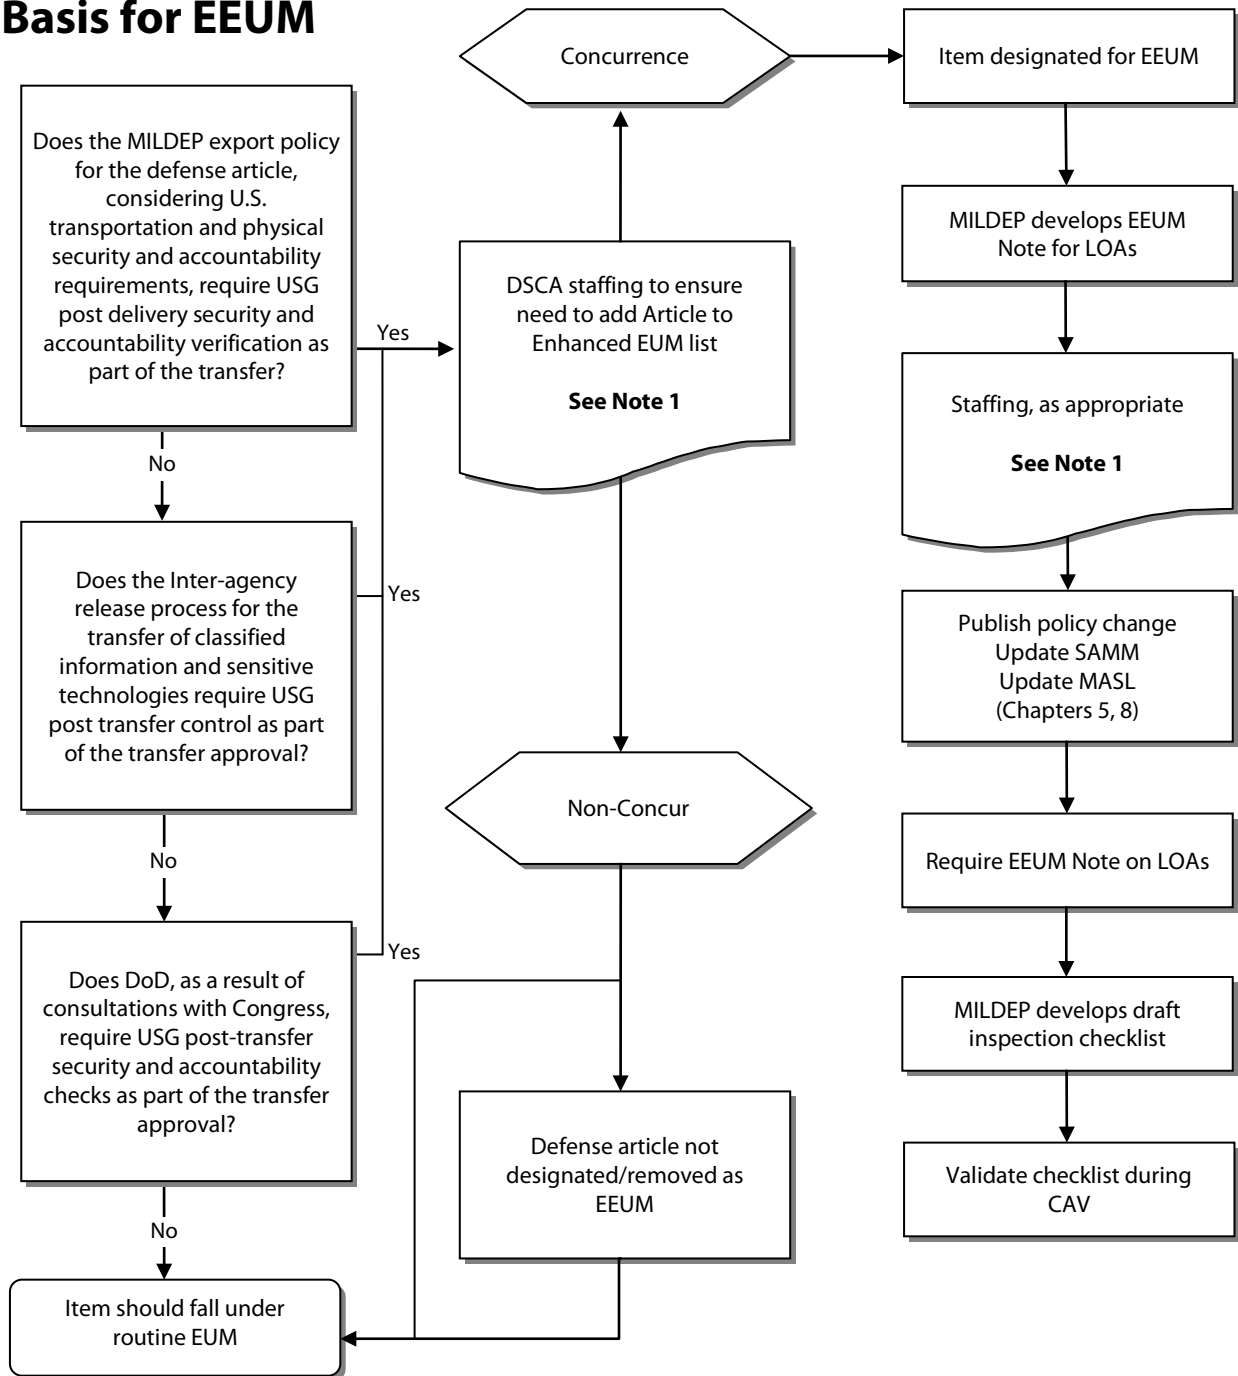 Basis for EEUM
Does the MILDEP export policy
for the defense article,
considering U.S.
transportation and physical
security and accountability
requirements, require USG
post delivery security and
accountability verification as
part of the transfer?
Yes
No
Does the Inter-agency
release process for the
transfer of classified
information and sensitive
technologies require USG
post transfer control as part
of the transfer approval?
Yes
No
Does DoD, as a result of
consultations with Congress,
require USG post-transfer
security and accountability
checks as part of the transfer
approval?
Yes
No
Item should fall under
routine EUM
Concurrence
DSCA staffing to ensure
need to add Article to
Enhanced EUM list
See Note 1
Non-Concur
Defense article not
designated/removed as
EEUM
Item designated for EEUM
MILDEP develops EEUM
Note for LOAs
Staffing, as appropriate
See Note 1
Publish policy change
Update SAMM
Update MASL
(Chapters 5, 8)
Require EEUM Note on LOAs
MILDEP develops draft
inspection checklist
Validate checklist during
CAV